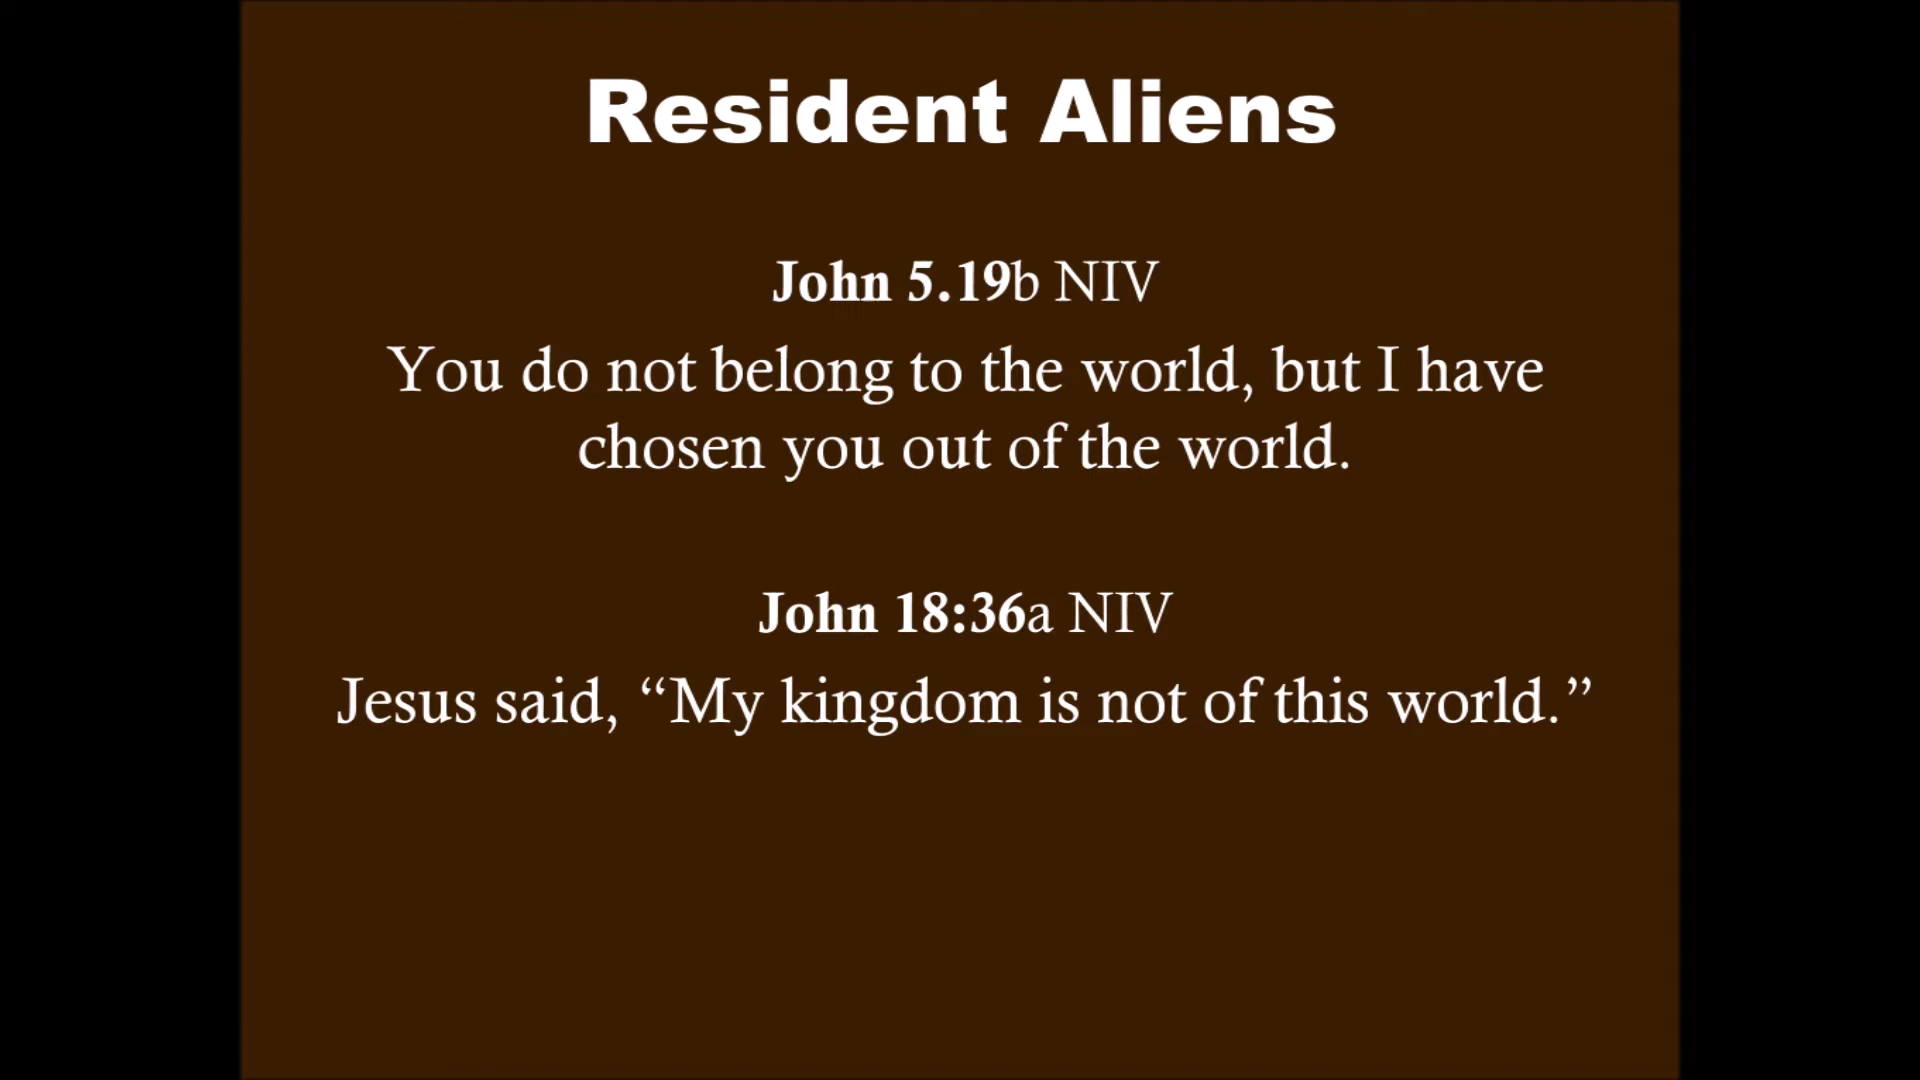 Resident Aliens
John 5.19b NIV
You do not belong to the world, but I have
chosen you out of the world.
John 18:36a NIV
Jesus said, “My kingdom is not of this world.”